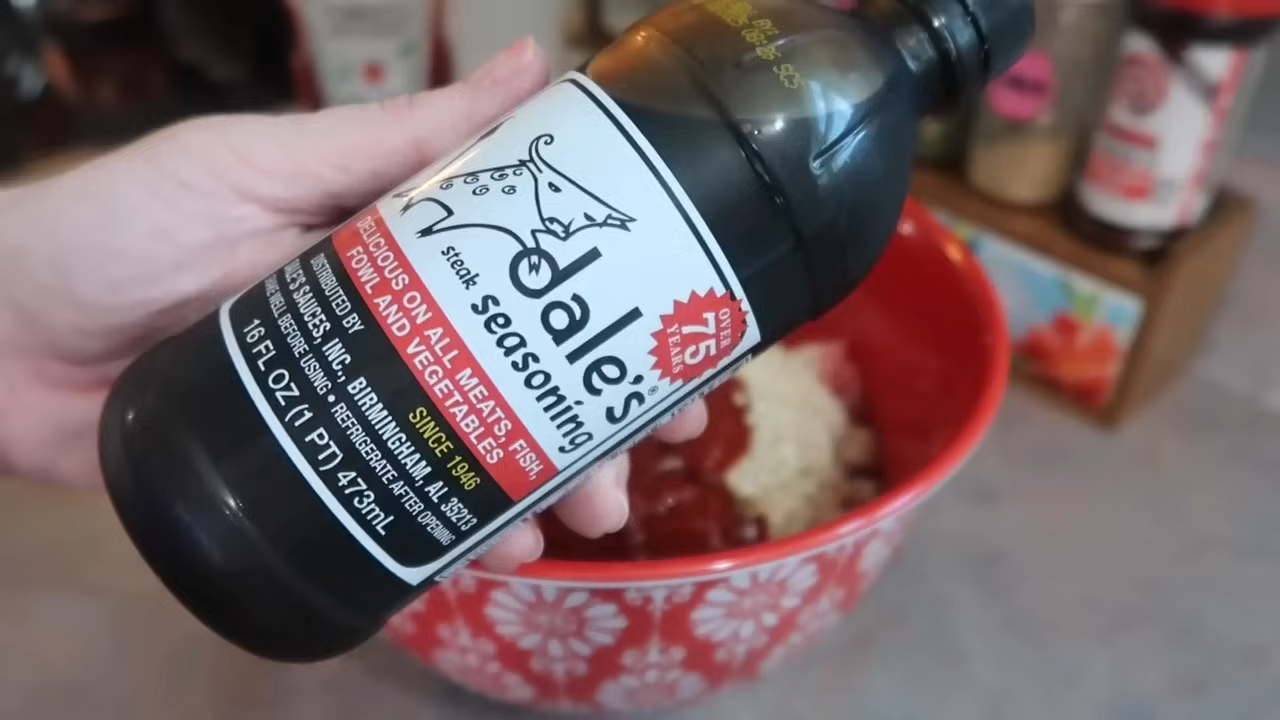 dale's®
steak seasoning
OVER
75
YEARS
DELICIOUS ON ALL MEATS, FISH,
FOWL AND VEGETABLES
SINCE 1946
DISTRIBUTED BY
DALE'S SAUCES, INC., BIRMINGHAM, AL 35213
SHAKE WELL BEFORE USING • REFRIGERATE AFTER OPENING
16 FL OZ (1 PT) 473mL